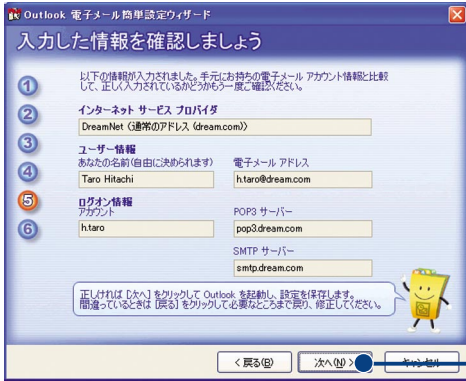 Outlook 電子メール簡単設定ウィザード
入力した情報を確認しましょう
以下の情報が入力されました。手元にお持ちの電子メール アカウント情報と比較
して、正しく入力されているかどうかもう一度ご確認ください。
インターネット サービス プロバイダ
DreamNet (通常のアドレス (dream.com))
ユーザー情報
あなたの名前(自由に決められます) 電子メール アドレス
Taro Hitachi h.taro@dream.com
ログオン情報
アカウント POP3 サーバー
h.taro pop3.dream.com
SMTP サーバー
smtp.dream.com
1
2
3
4
5
6
正しければ [次へ] をクリックして Outlook を起動し、設定を保存します。
間違っているときは [戻る] をクリックして必要なところまで戻り、修正してください。
< 戻る(B) 次へ(N) > キャンセル